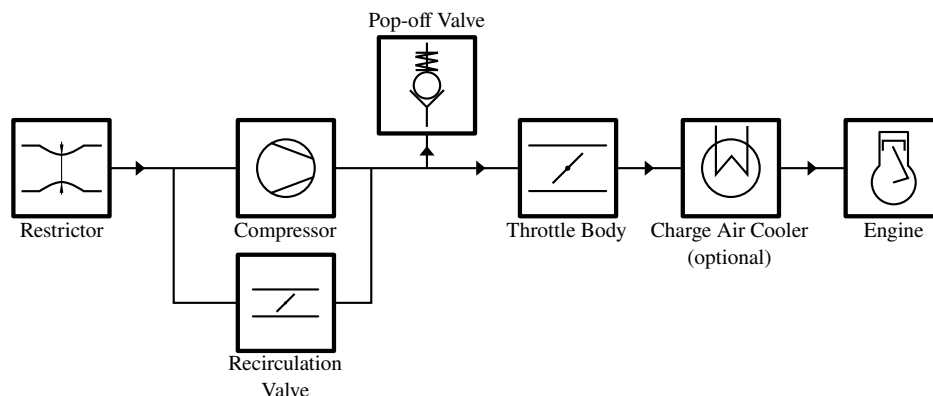 Pop-off Valve
Restrictor
Compressor
Throttle Body
Charge Air Cooler
(optional)
Engine
Recirculation
Valve